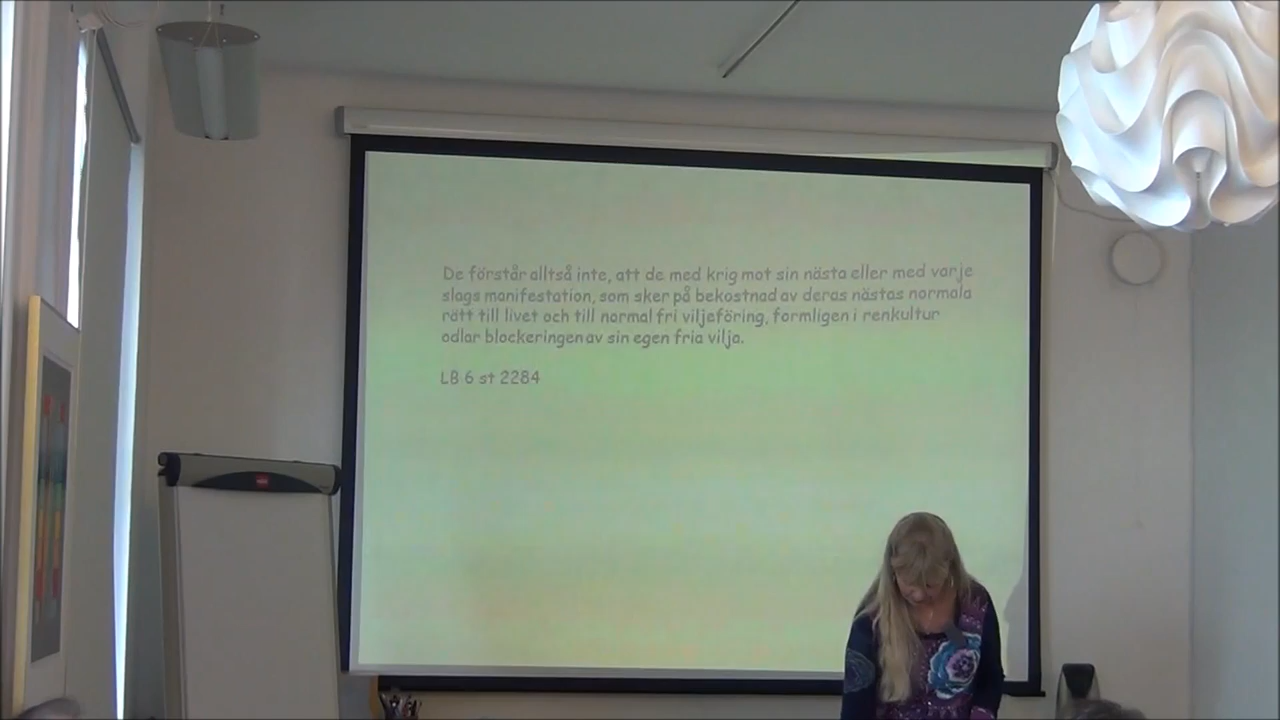 De förstår alltså inte, att de med krig mot sin nästa eller med varje
slags manifestation, som sker på bekostnad av deras nästas normala
rätt till livet och till normal fri viljeföring, formligen i renkultur
odlar blockeringen av sin egen fria vilja.
LB 6 st 2284